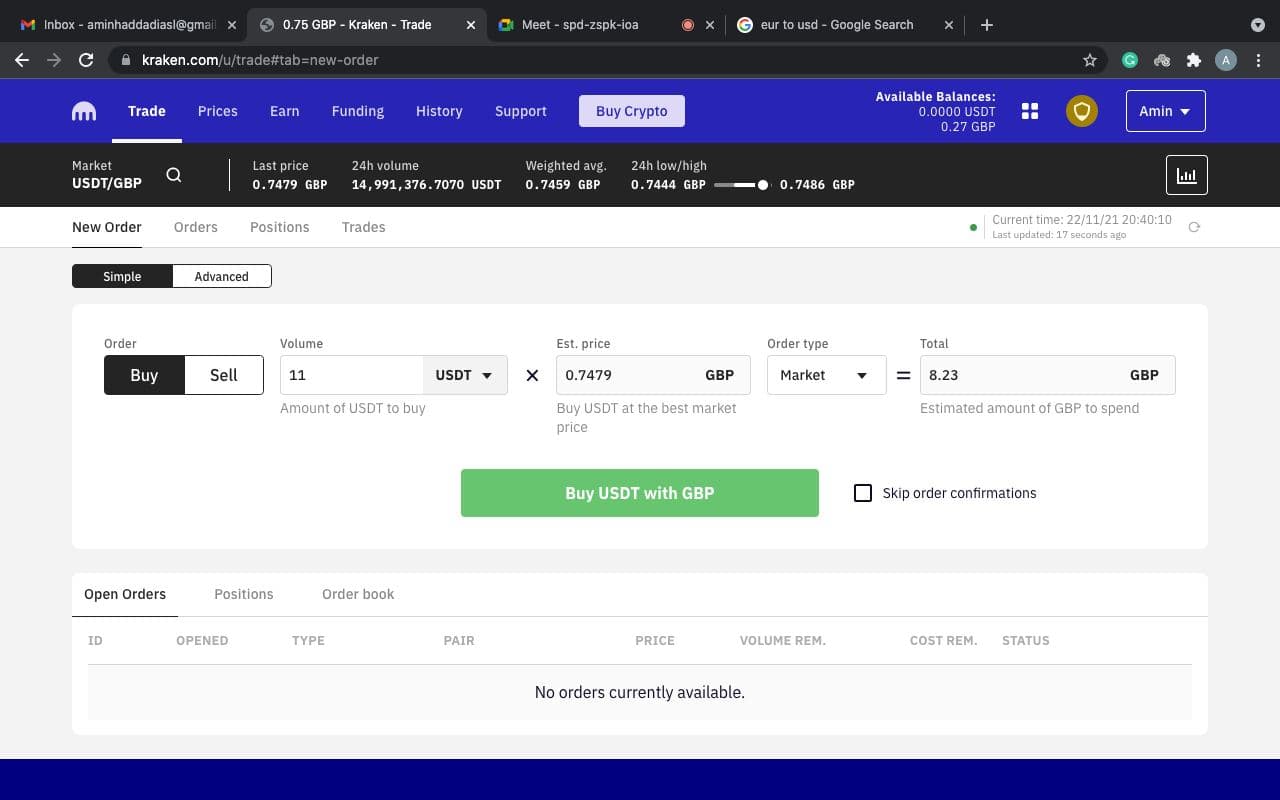 Inbox - aminhaddadiasl@gmai
0.75 GBP - Kraken - Trade
Meet - spd-zspk-ioa
eur to usd - Google Search
kraken.com/u/trade#tab=new-order
A
Trade
Prices
Earn
Funding
History
Support
Buy Crypto
Available Balances:
0.0000 USDT
0.27 GBP
Amin
Market
USDT/GBP
Last price
0.7479 GBP
24h volume
14,991,376.7070 USDT
Weighted avg.
0.7459 GBP
24h low/high
0.7444 GBP
0.7486 GBP
New Order
Orders
Positions
Trades
Current time: 22/11/21 20:40:10
Last updated: 17 seconds ago
Simple
Advanced
Order
Buy
Sell
Volume
11
USDT
Amount of USDT to buy
×
Est. price
0.7479
GBP
Buy USDT at the best market
price
Order type
Market
=
Total
8.23
GBP
Estimated amount of GBP to spend
Buy USDT with GBP
Skip order confirmations
Open Orders
Positions
Order book
ID
OPENED
TYPE
PAIR
PRICE
VOLUME REM.
COST REM.
STATUS
No orders currently available.